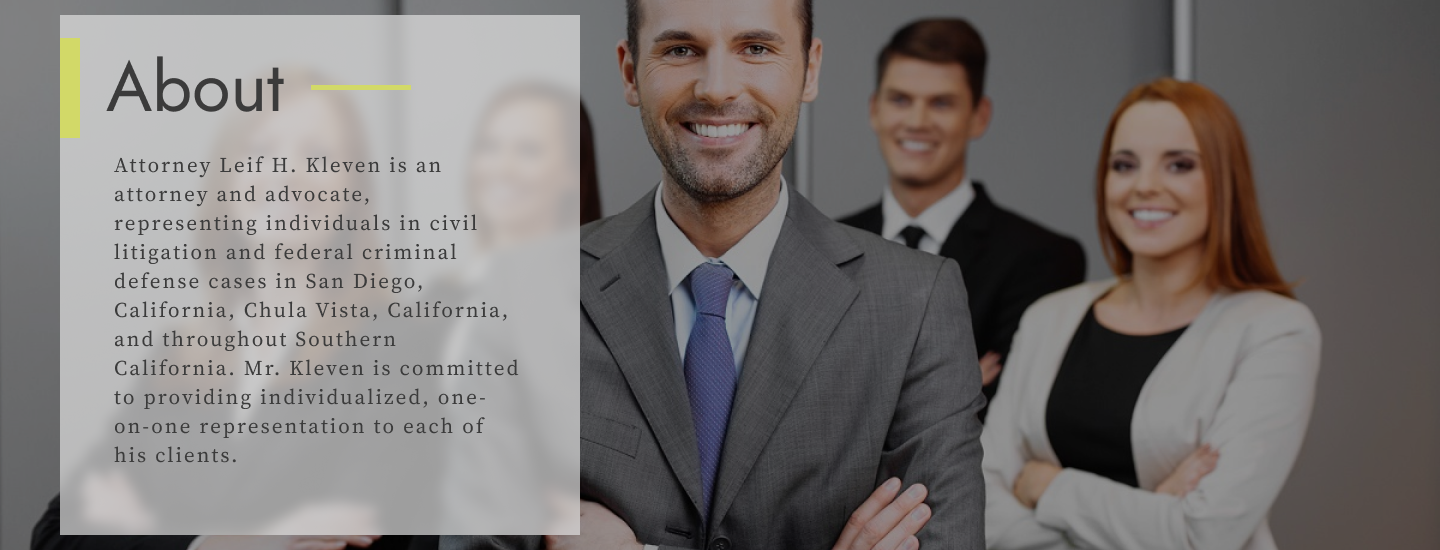 About
Attorney Leif H. Kleven is an
attorney and advocate,
representing individuals in civil
litigation and federal criminal
defense cases in San Diego,
California, Chula Vista, California,
and throughout Southern
California. Mr. Kleven is committed
to providing individualized, one-
on-one representation to each of
his clients.